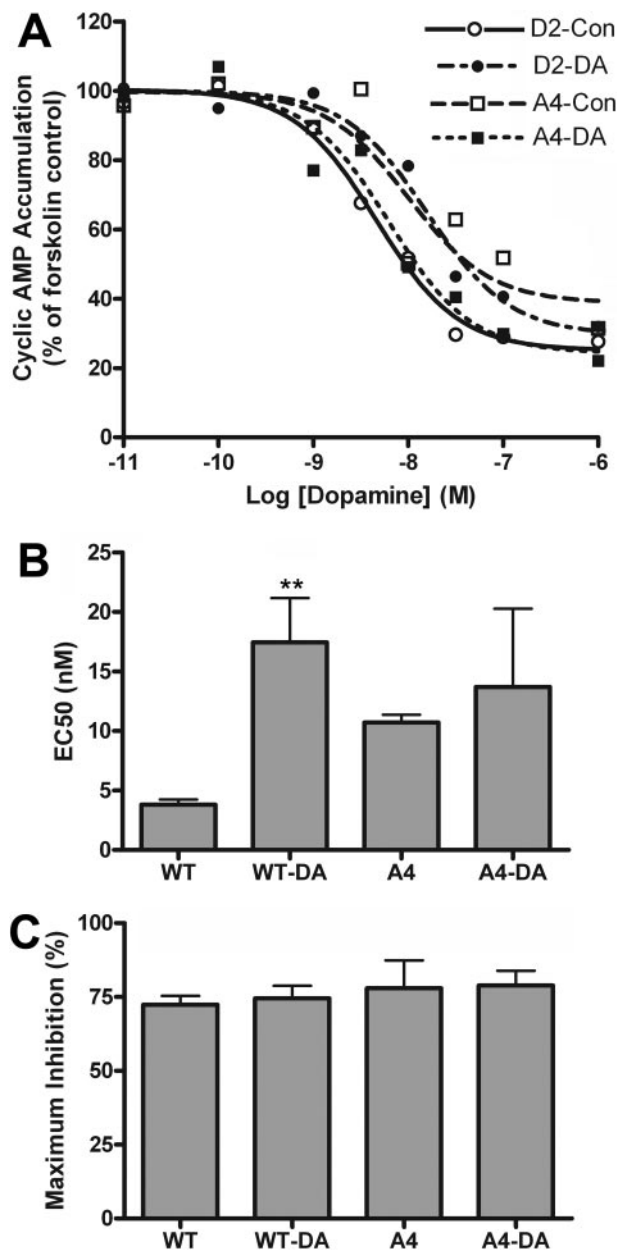 A
D2-Con
D2-DA
A4-Con
A4-DA
Cyclic AMP Accumulation
(% of forskolin control)
120
100
80
60
40
20
0
-11 -10 -9 -8 -7 -6
Log [Dopamine] (M)
B
EC50 (nM)
25
20
15
10
5
0
**
WT WT-DA A4 A4-DA
C
Maximum Inhibition (%)
100
75
50
25
0
WT WT-DA A4 A4-DA